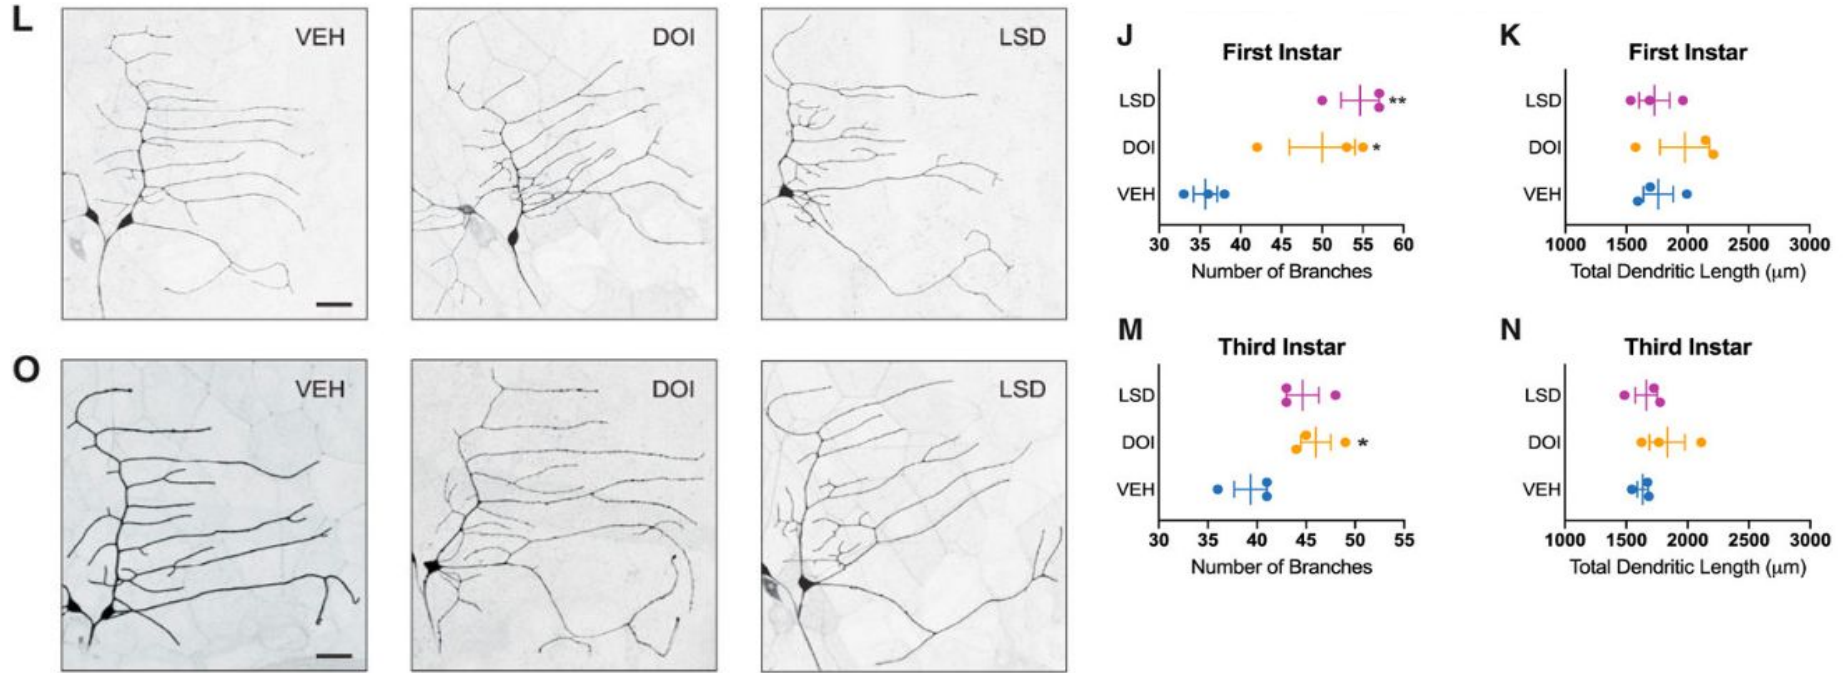 L
VEH
DOI
LSD
O
VEH
DOI
LSD
J
First Instar
LSD
**
DOI
*
VEH
30 35 40 45 50 55 60
Number of Branches
K
First Instar
LSD
DOI
VEH
1000 1500 2000 2500 3000
Total Dendritic Length (μm)
M
Third Instar
LSD
DOI
*
VEH
30 35 40 45 50 55
Number of Branches
N
Third Instar
LSD
DOI
VEH
1000 1500 2000 2500 3000
Total Dendritic Length (μm)